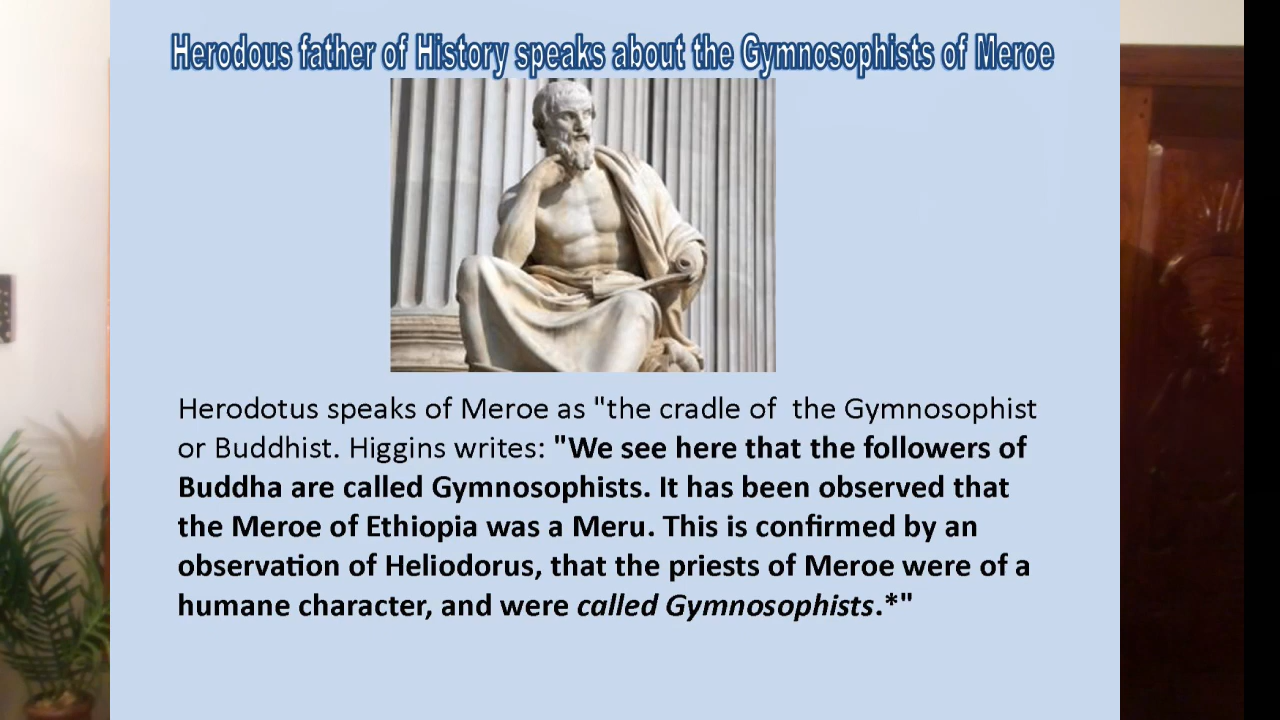 Herodous father of History speaks about the Gymnosophists of Meroe
Herodotus speaks of Meroe as "the cradle of  the Gymnosophist
or Buddhist. Higgins writes: "We see here that the followers of
Buddha are called Gymnosophists. It has been observed that
the Meroe of Ethiopia was a Meru. This is confirmed by an
observation of Heliodorus, that the priests of Meroe were of a
humane character, and were called Gymnosophists.*"